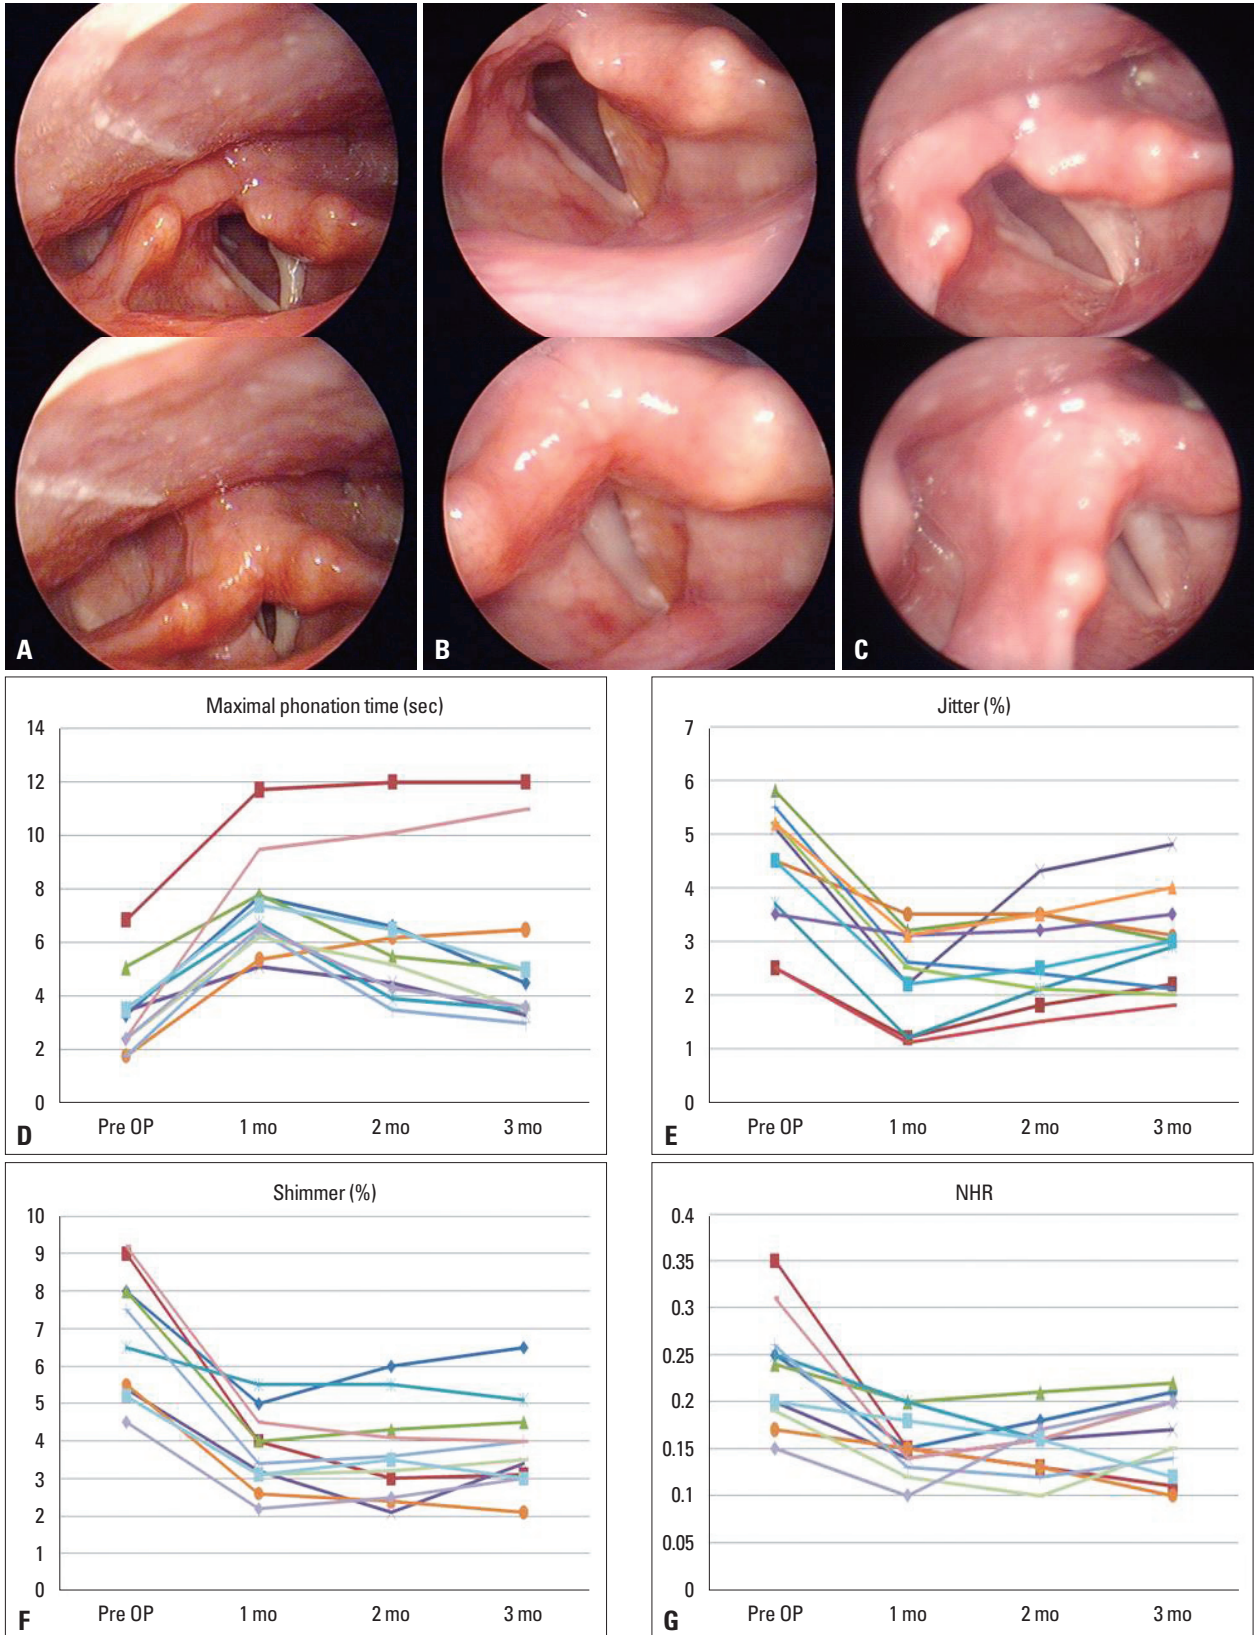 A
B
C
Maximal phonation time (sec)
14
12
10
8
6
4
2
0
Pre OP 1 mo 2 mo 3 mo
D
Jitter (%)
7
6
5
4
3
2
1
0
Pre OP 1 mo 2 mo 3 mo
E
Shimmer (%)
10
9
8
7
6
5
4
3
2
1
0
Pre OP 1 mo 2 mo 3 mo
F
NHR
0.4
0.35
0.3
0.25
0.2
0.15
0.1
0.05
0
Pre OP 1 mo 2 mo 3 mo
G